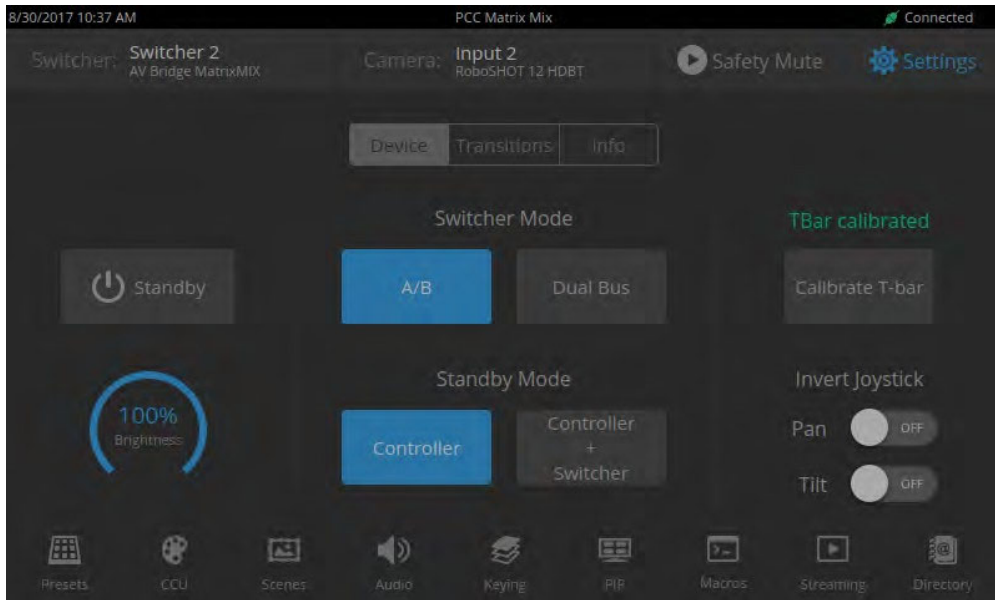 8/30/2017 10:37 AM PCC Matrix Mix Connected
Switcher: Switcher 2 Camera: Input 2 Safety Mute Settings
AV Bridge MatrixMIX RoboSHOT 12 HDBT
Device Transitions Info
Switcher Mode
TBar calibrated
Standby A/B Dual Bus Calibrate T-bar
Standby Mode Invert Joystick
100%
Brightness
Controller
Controller
+
Switcher
Pan OFF
Tilt OFF
Presets CCU Scenes Audio Keying PIP Macros Streaming Directory